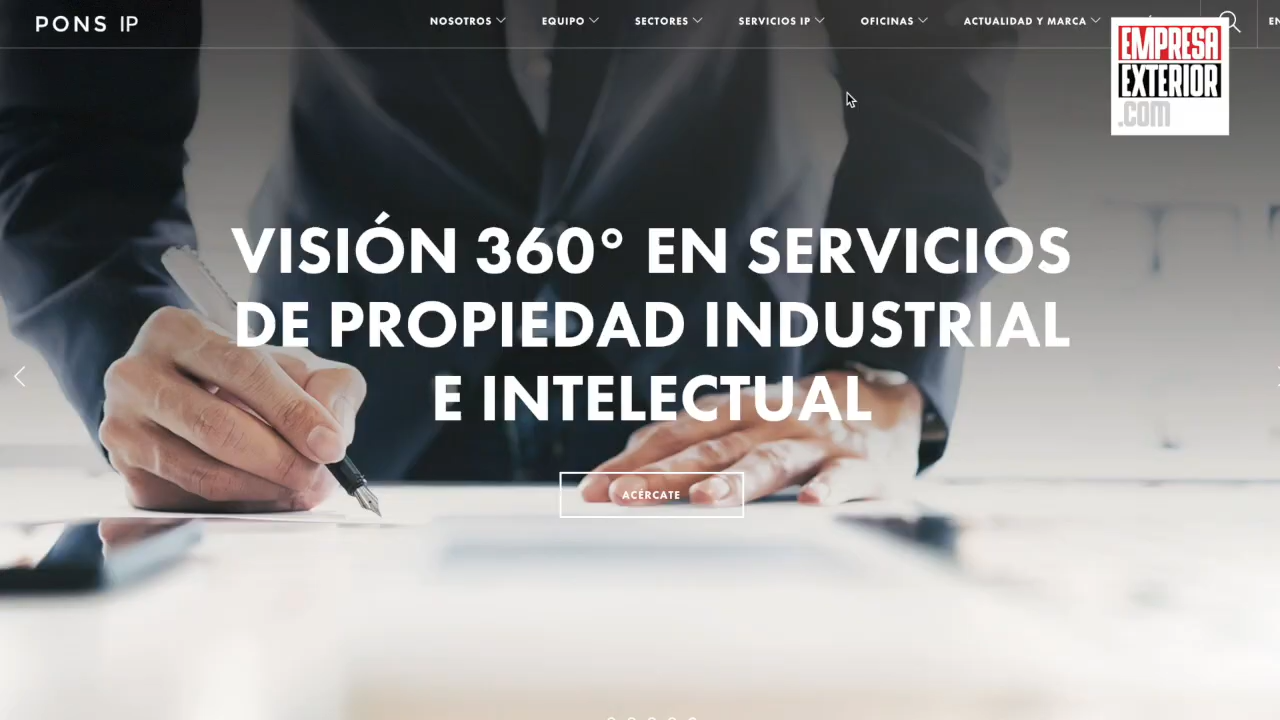 PONS IP
NOSOTROS
EQUIPO
SECTORES
SERVICIOS IP
OFICINAS
ACTUALIDAD Y MARCA
EN
EMPRESA
EXTERIOR
.COM
VISIÓN 360° EN SERVICIOS
DE PROPIEDAD INDUSTRIAL
E INTELECTUAL
ACÉRCATE